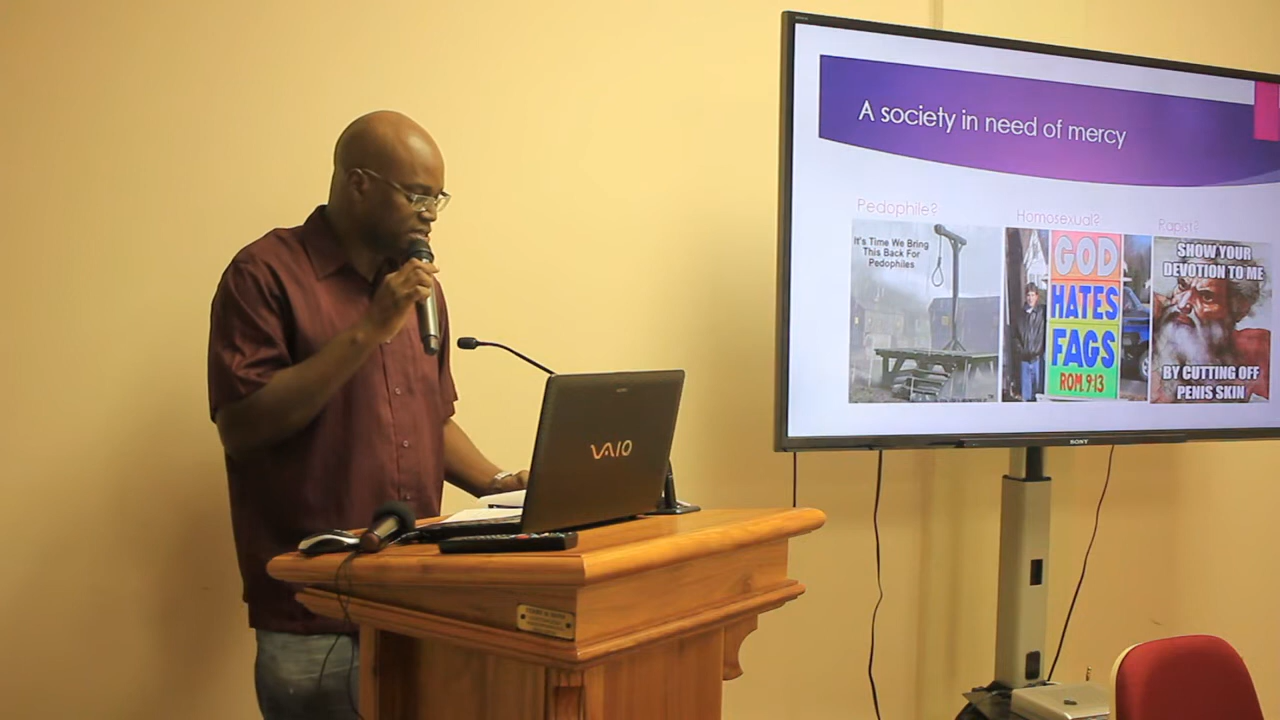 A society in need of mercy
Pedophile?
Homosexual?
Rapist?
It's Time We Bring
This Back For
Pedophiles
GOD
HATES
FAGS
ROM. 9:13
SHOW YOUR
DEVOTION TO ME
BY CUTTING OFF
PENIS SKIN
SONY
VAIO